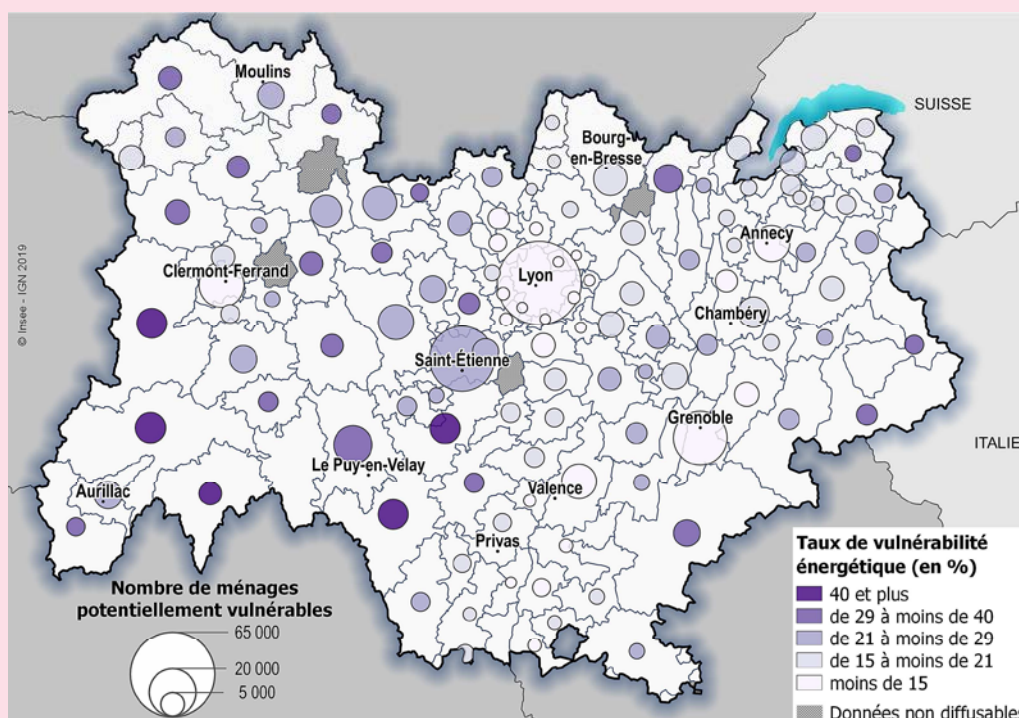 Moulins
SUISSE
Bourg-
en-Bresse
Annecy
Clermont-Ferrand
Lyon
Chambéry
Saint-Étienne
Grenoble
ITALIE
Le Puy-en-Velay
Aurillac
Valence
Privas
© Insee - IGN 2019
Nombre de ménages
potentiellement vulnérables
65 000
20 000
5 000
Taux de vulnérabilité
énergétique (en %)
40 et plus
de 29 à moins de 40
de 21 à moins de 29
de 15 à moins de 21
moins de 15
Données non diffusables